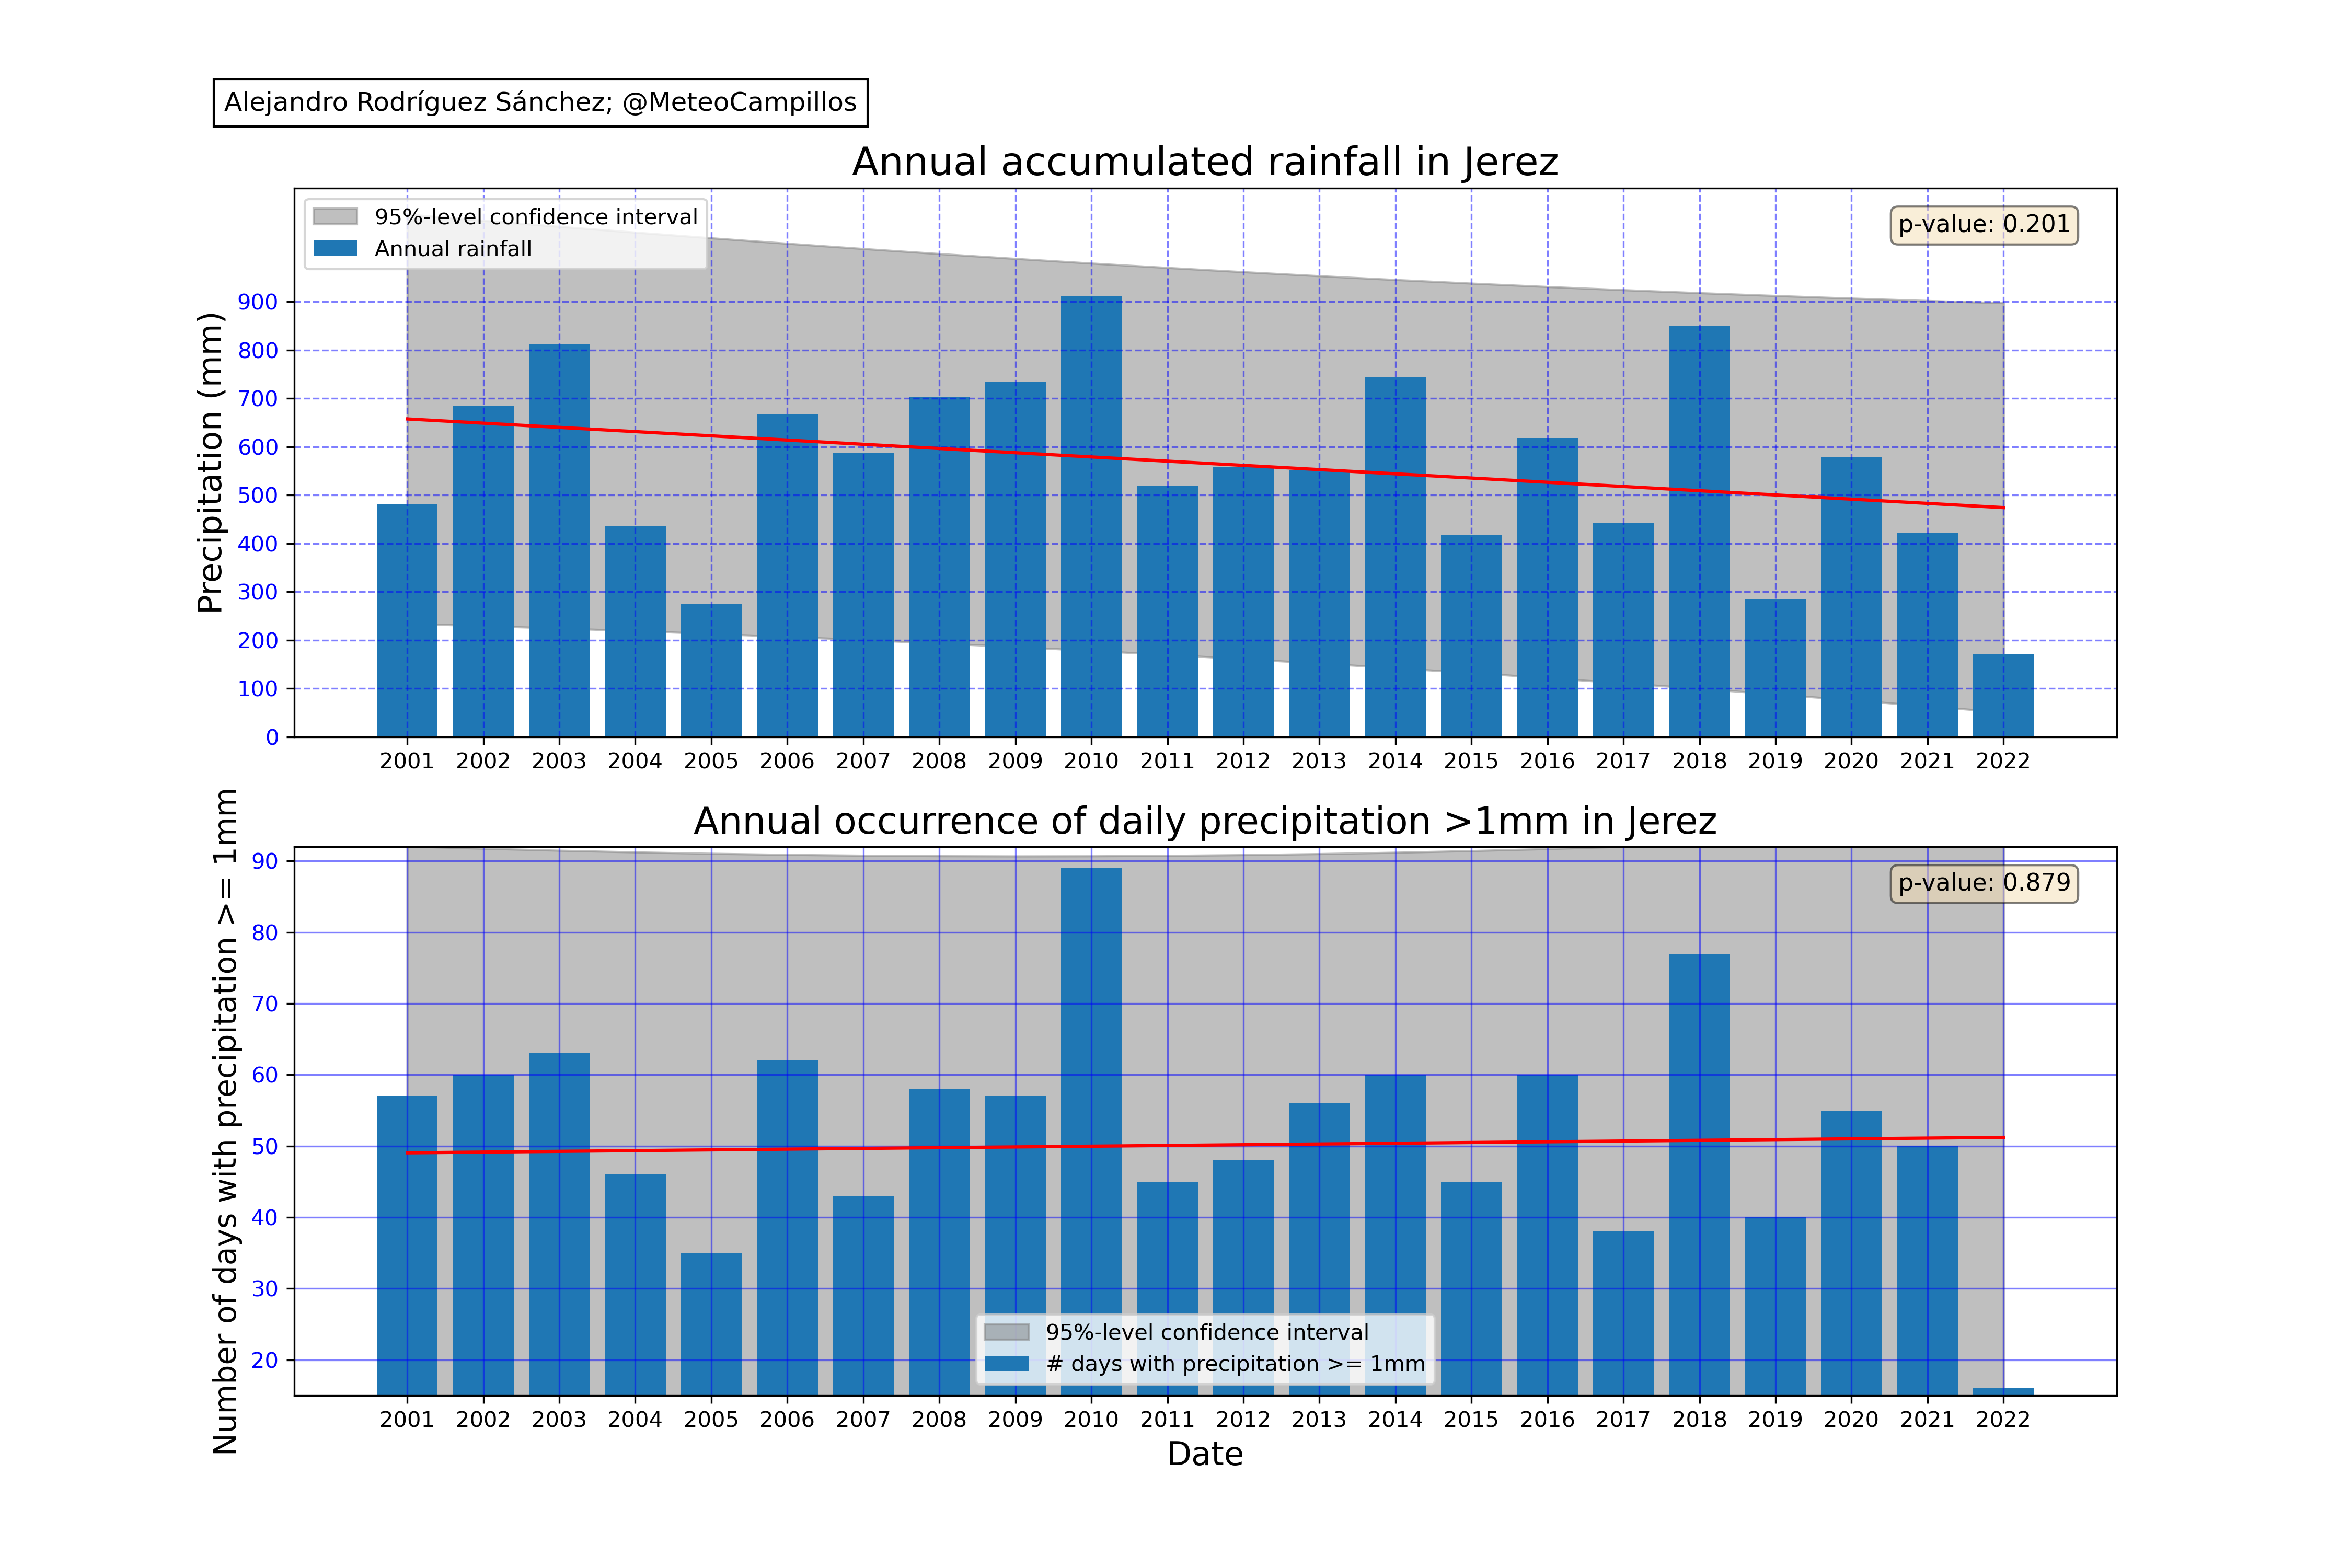 Alejandro Rodríguez Sánchez; @MeteoCampillos
Annual accumulated rainfall in Jerez
95%-level confidence interval
Annual rainfall
p-value: 0.201
Precipitation (mm)
900
800
700
600
500
400
300
200
100
0
2001 2002 2003 2004 2005 2006 2007 2008 2009 2010 2011 2012 2013 2014 2015 2016 2017 2018 2019 2020 2021 2022
Annual occurrence of daily precipitation >1mm in Jerez
p-value: 0.879
Number of days with precipitation >= 1mm
90
80
70
60
50
40
30
20
95%-level confidence interval
# days with precipitation >= 1mm
2001 2002 2003 2004 2005 2006 2007 2008 2009 2010 2011 2012 2013 2014 2015 2016 2017 2018 2019 2020 2021 2022
Date